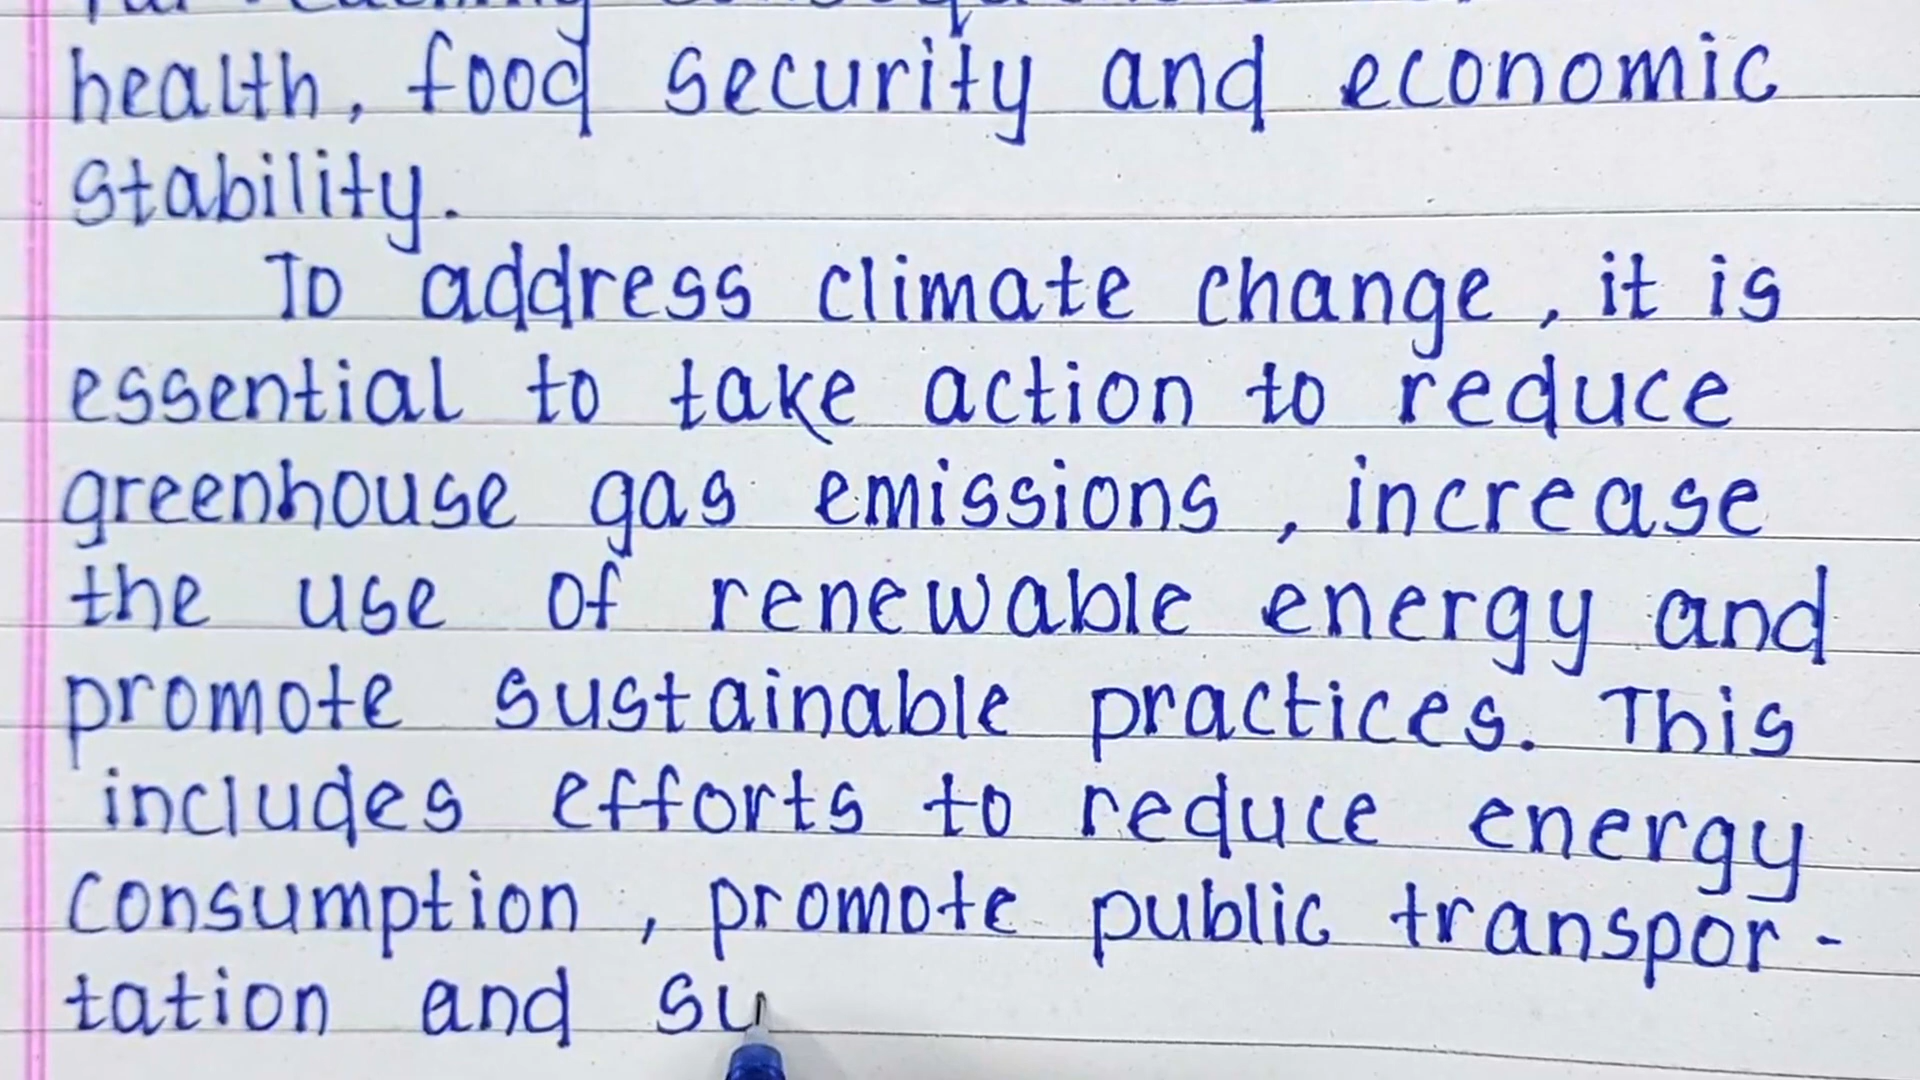 health, food security and economic
stability.
To address climate change, it is
essential to take action to reduce
greenhouse gas emissions, increase
the use of renewable energy and
promote sustainable practices. This
includes efforts to reduce energy
consumption, promote public transpor-
tation and su